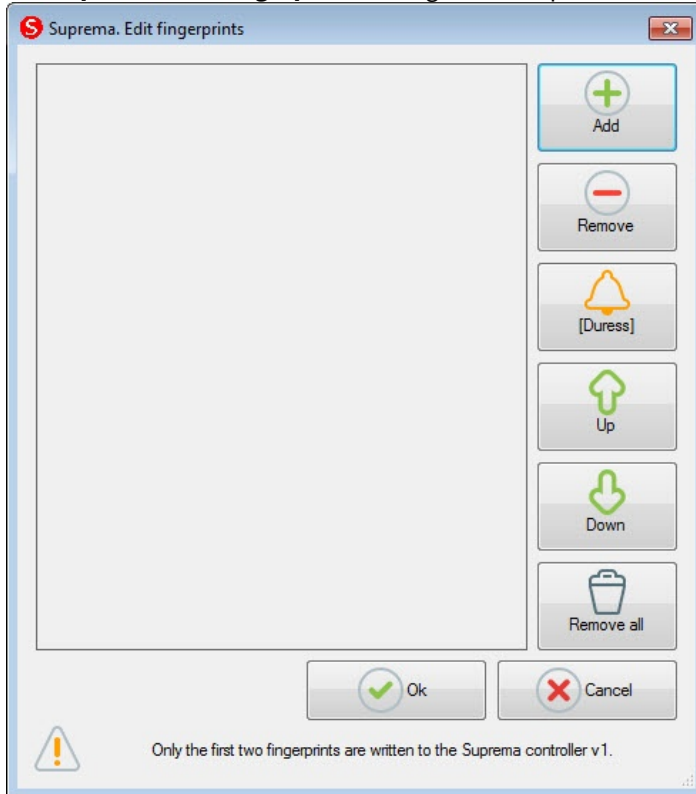 Suprema. Edit fingerprints
Add
Remove
[Duress]
Up
Down
Remove all
Ok
Cancel
Only the first two fingerprints are written to the Suprema controller v1.